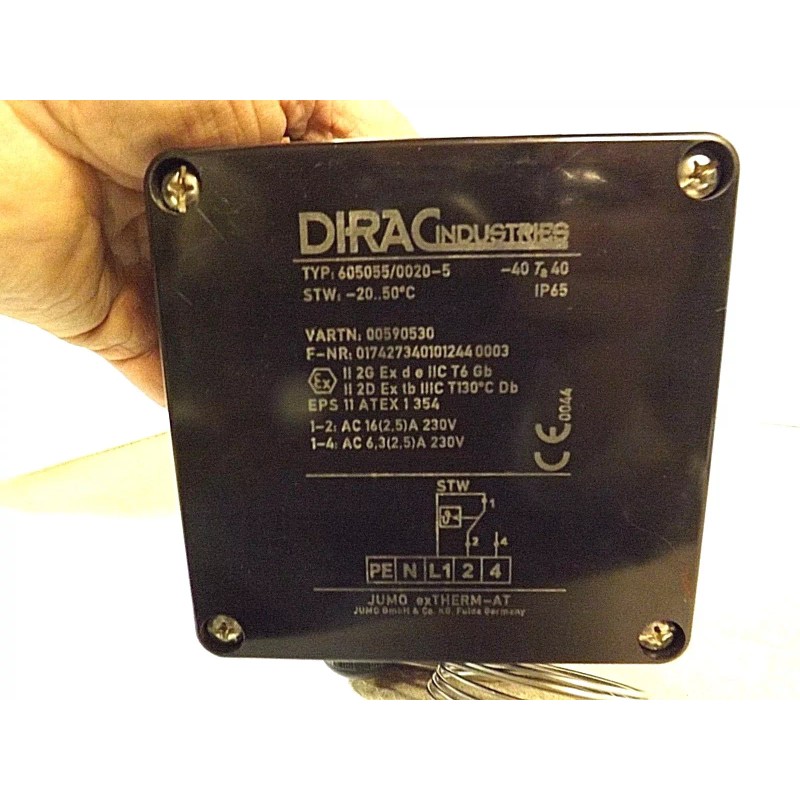 DIRAC INDUSTRIES
TYP: 605055/0020-5 -40 Ta 40
STW: -20..50°C IP65
VARTN: 00590530
F-NR: 0174273401012440003
Ex II 2G Ex d e IIC T6 Gb
II 2D Ex tb IIIC T130°C Db
EPS 11 ATEX 1 354
1-2: AC 16(2,5)A 230V
1-4: AC 6,3(2,5)A 230V
CE 0044
STW
1
ϑ
2 4
PE N L1 2 4
JUMO exTHERM-AT
JUMO GmbH & Co. KG, Fulda Germany